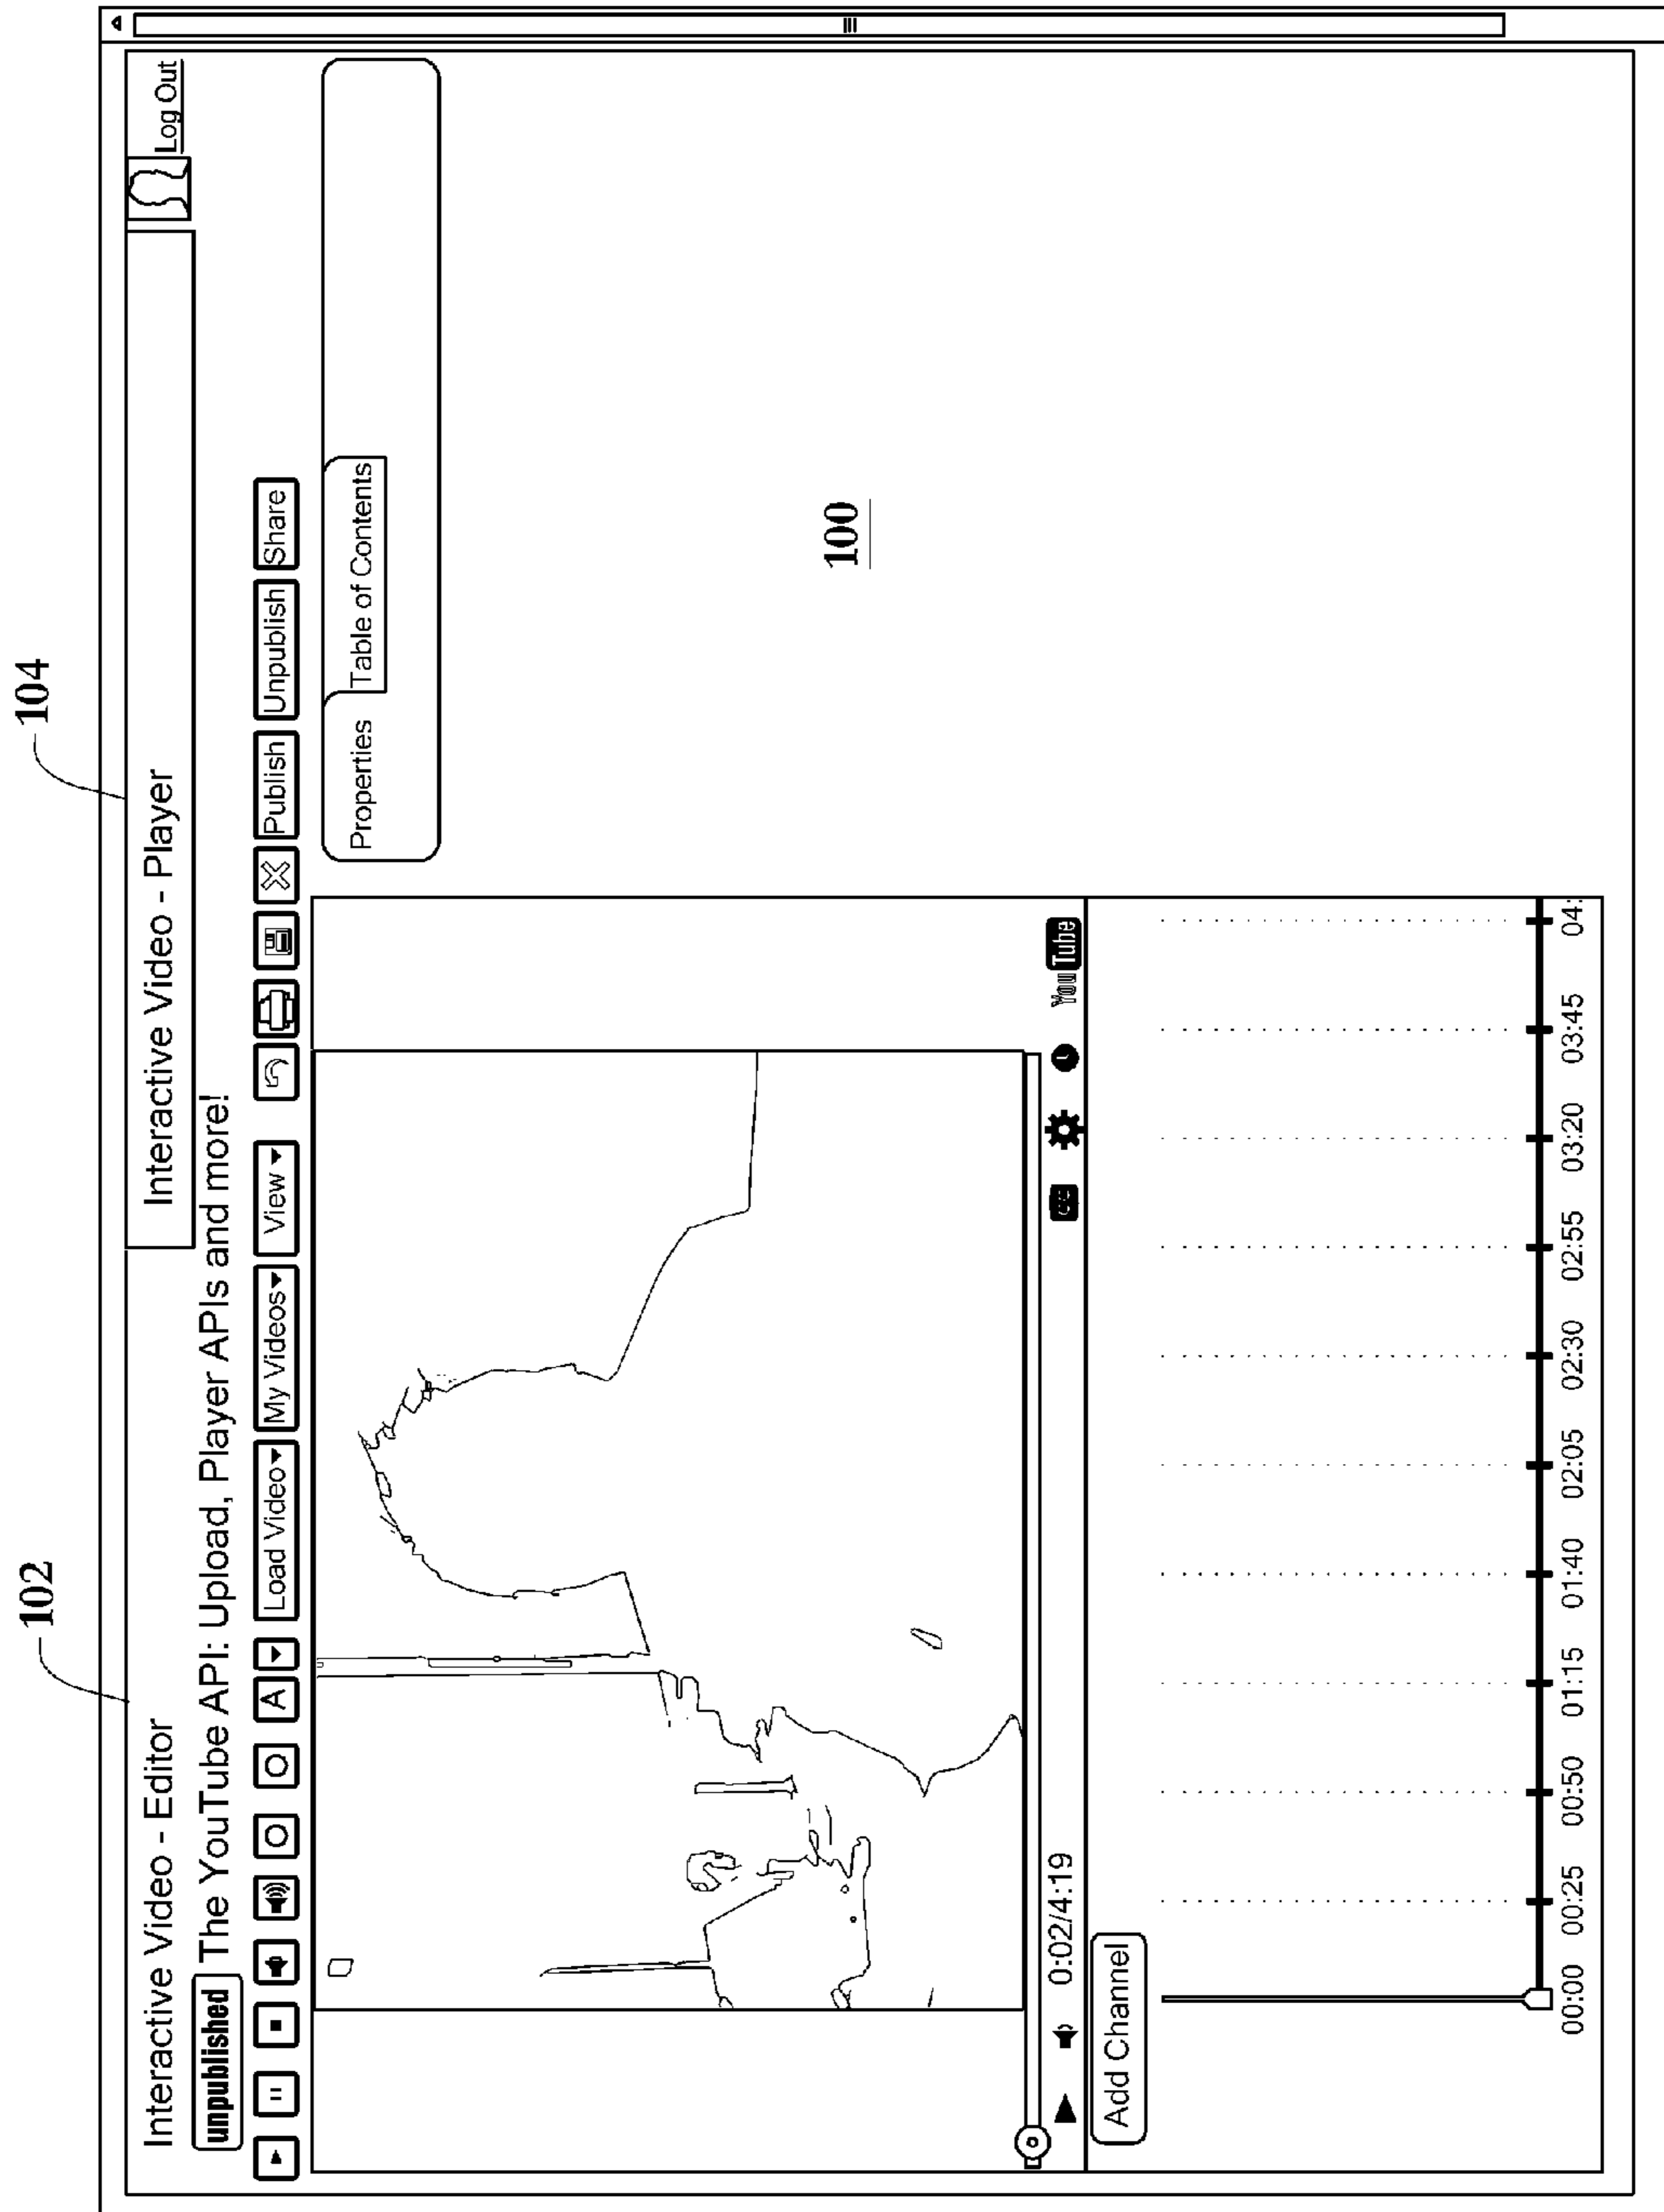 102
104
Interactive Video - Editor
Interactive Video - Player
Log Out
unpublished The YouTube API: Upload, Player APIs and more!
A Load Video My Videos View Publish Unpublish Share
Properties Table of Contents
100
0:02/4:19 CC YouTube
Add Channel
00:00 00:25 00:50 01:15 01:40 02:05 02:30 02:55 03:20 03:45 04: